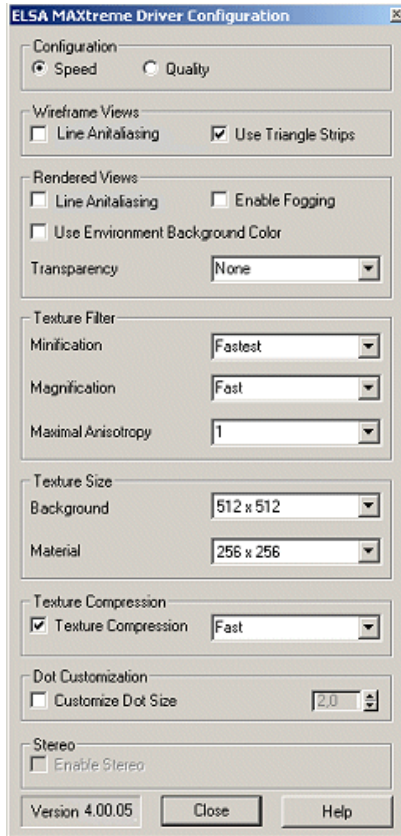 ELSA MAXtreme Driver Configuration
Configuration
Speed Quality
Wireframe Views
Line Anitaliasing Use Triangle Strips
Rendered Views
Line Anitaliasing Enable Fogging
Use Environment Background Color
Transparency None
Texture Filter
Minification Fastest
Magnification Fast
Maximal Anisotropy 1
Texture Size
Background 512 x 512
Material 256 x 256
Texture Compression
Texture Compression Fast
Dot Customization
Customize Dot Size 2,0
Stereo
Enable Stereo
Version 4.00.05 Close Help